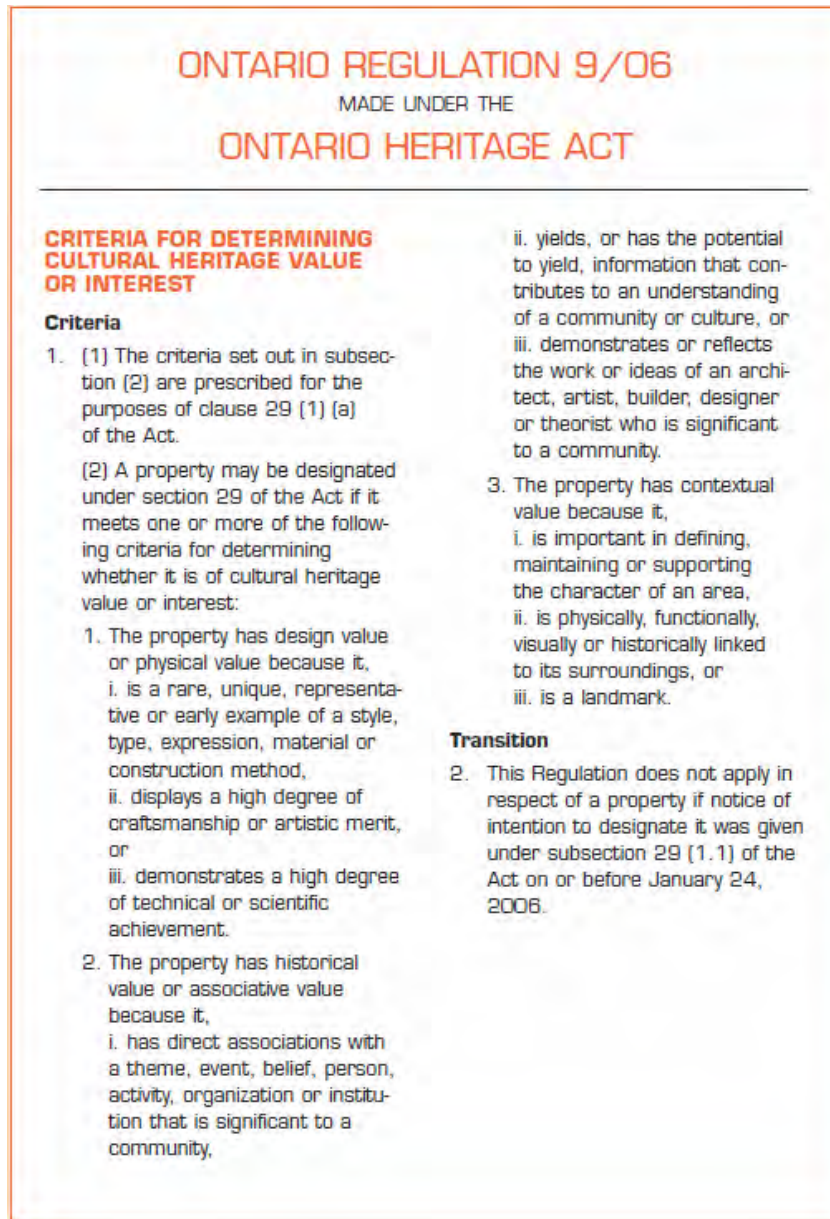 ONTARIO REGULATION 9/06
MADE UNDER THE
ONTARIO HERITAGE ACT
CRITERIA FOR DETERMINING
CULTURAL HERITAGE VALUE
OR INTEREST
Criteria
1. (1) The criteria set out in subsec-
tion (2) are prescribed for the
purposes of clause 29 (1) (a)
of the Act.
(2) A property may be designated
under section 29 of the Act if it
meets one or more of the follow-
ing criteria for determining
whether it is of cultural heritage
value or interest:
1. The property has design value
or physical value because it,
i. is a rare, unique, representa-
tive or early example of a style,
type, expression, material or
construction method,
ii. displays a high degree of
craftsmanship or artistic merit,
or
iii. demonstrates a high degree
of technical or scientific
achievement.
2. The property has historical
value or associative value
because it,
i. has direct associations with
a theme, event, belief, person,
activity, organization or institu-
tion that is significant to a
community,
ii. yields, or has the potential
to yield, information that con-
tributes to an understanding
of a community or culture, or
iii. demonstrates or reflects
the work or ideas of an archi-
tect, artist, builder, designer
or theorist who is significant
to a community.
3. The property has contextual
value because it,
i. is important in defining,
maintaining or supporting
the character of an area,
ii. is physically, functionally,
visually or historically linked
to its surroundings, or
iii. is a landmark.
Transition
2. This Regulation does not apply in
respect of a property if notice of
intention to designate it was given
under subsection 29 (1.1) of the
Act on or before January 24,
2006.